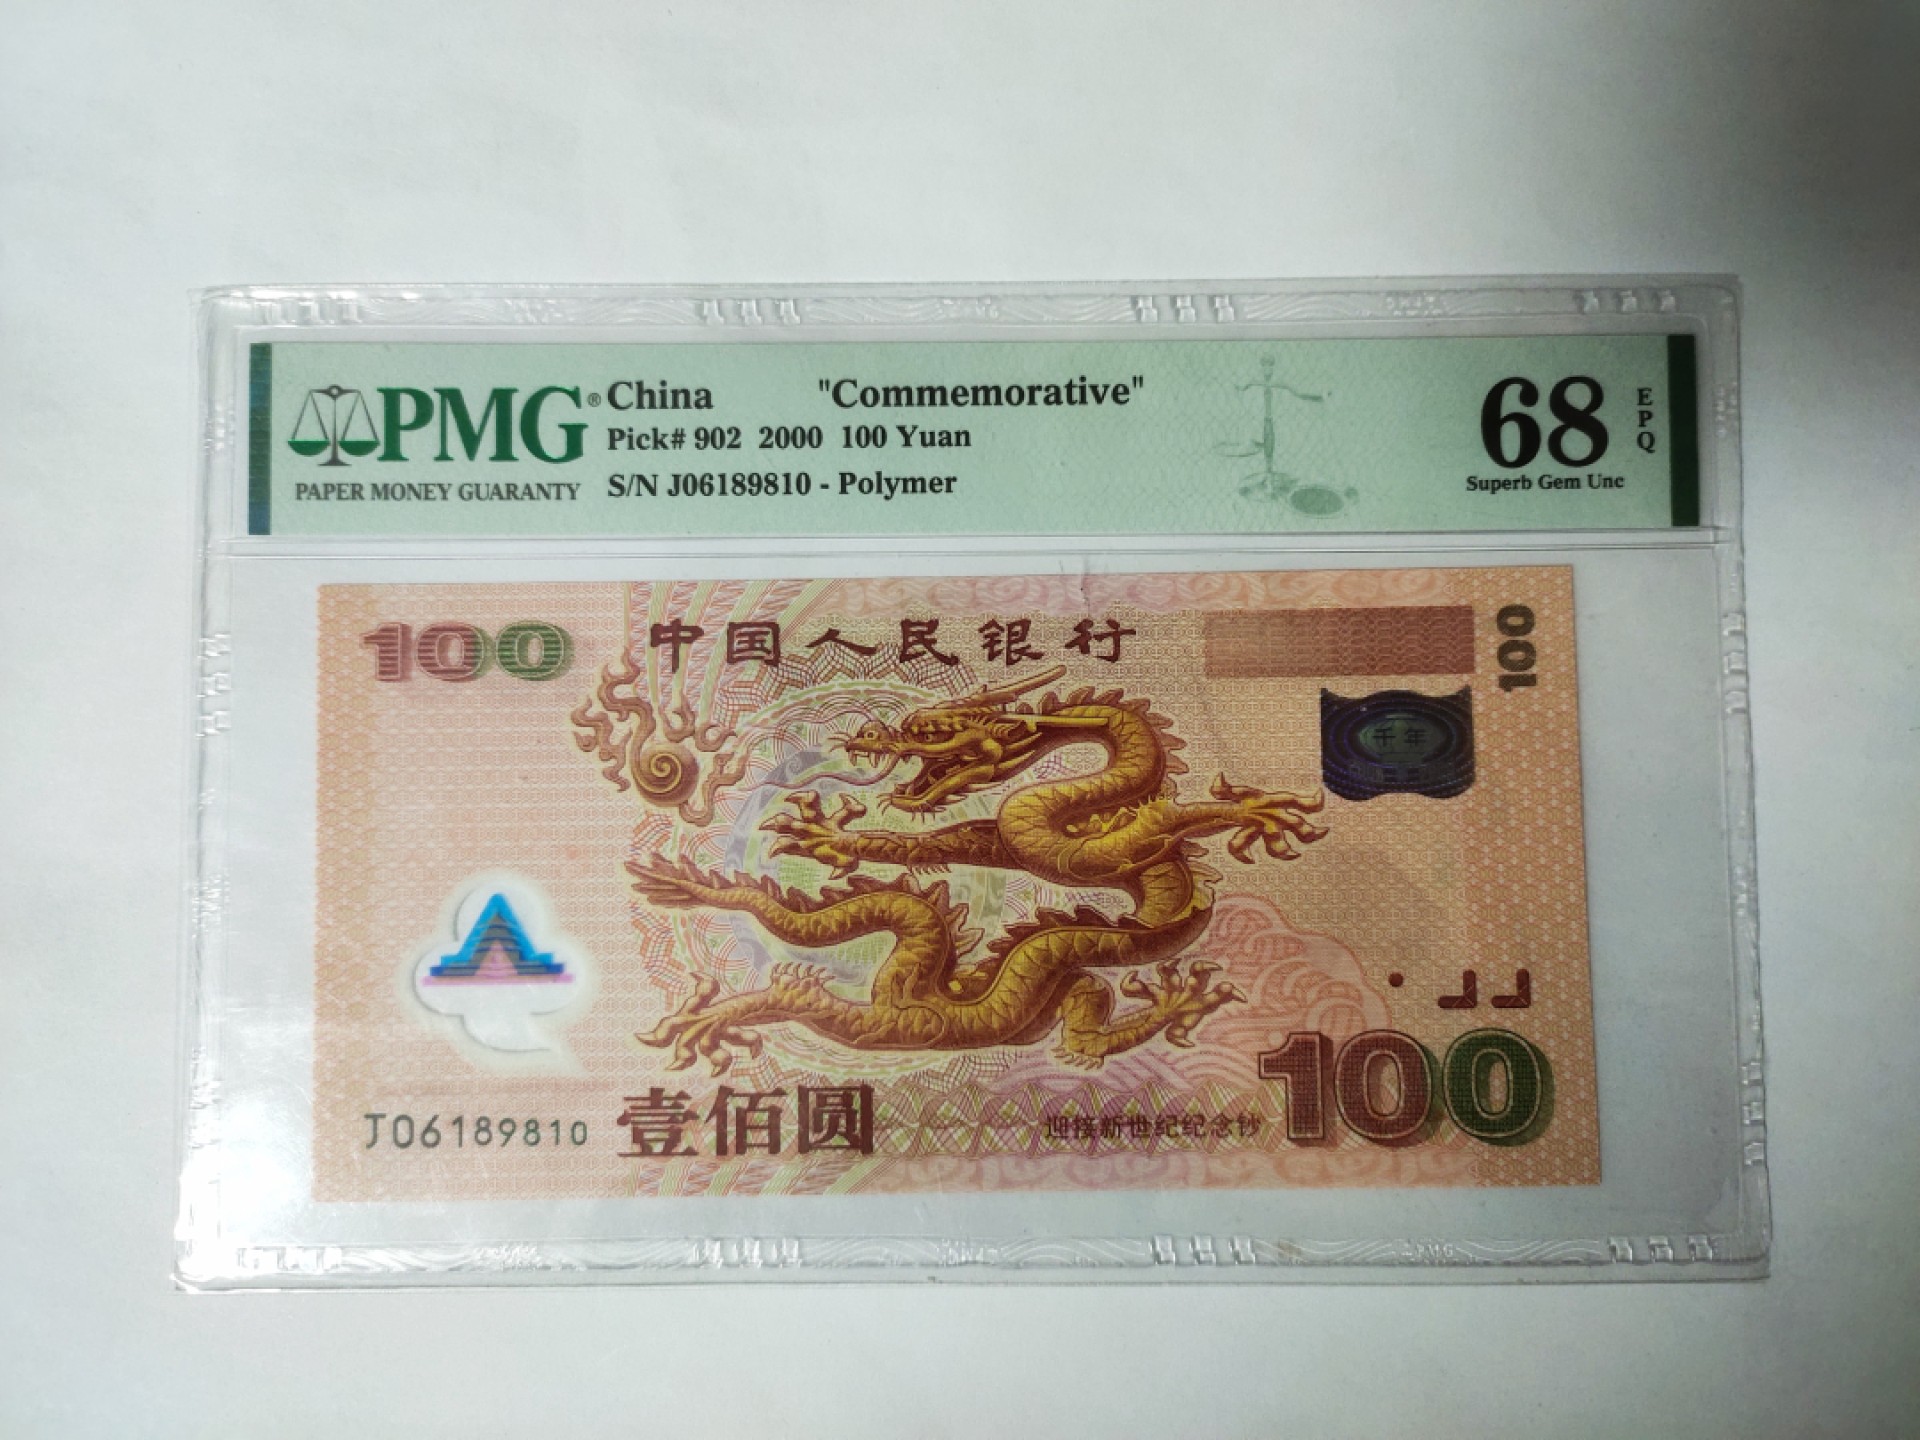 PMG® China "Commemorative"
Pick# 902 2000 100 Yuan
PAPER MONEY GUARANTY S/N J06189810 - Polymer
68 EPQ
Superb Gem Unc
100 中国人民银行 100
千年
J06189810 壹佰圆 迎接新世纪纪念钞 100
PMG